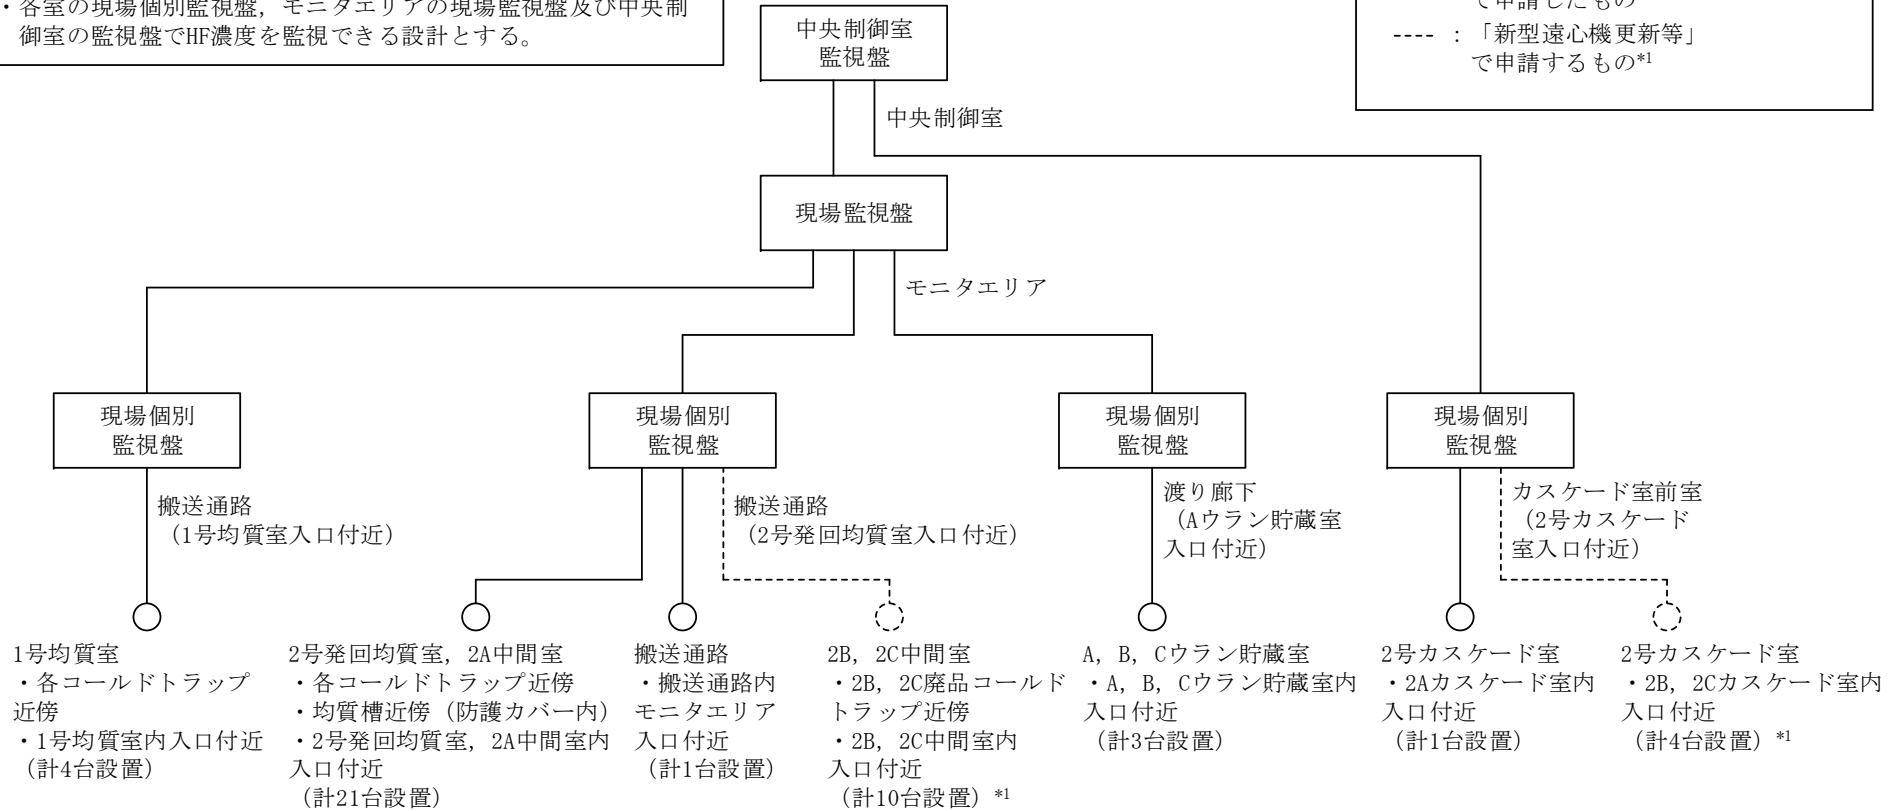 ・各室の現場個別監視盤，モニタエリアの現場監視盤及び中央制
御室の監視盤でHF濃度を監視できる設計とする。
で申請したもの
---- ：「新型遠心機更新等」
で申請するもの*1
中央制御室
監視盤
中央制御室
現場監視盤
モニタエリア
現場個別
監視盤
現場個別
監視盤
現場個別
監視盤
現場個別
監視盤
搬送通路
（1号均質室入口付近）
搬送通路
（2号発回均質室入口付近）
渡り廊下
（Aウラン貯蔵室
入口付近）
カスケード室前室
（2号カスケード
室入口付近）
1号均質室
・各コールドトラップ
近傍
・1号均質室内入口付近
（計4台設置）
2号発回均質室，2A中間室
・各コールドトラップ近傍
・均質槽近傍（防護カバー内）
・2号発回均質室，2A中間室内
入口付近
（計21台設置）
搬送通路
・搬送通路内
モニタエリア
入口付近
（計1台設置）
2B，2C中間室
・2B，2C廃品コールド
トラップ近傍
・2B，2C中間室内
入口付近
（計10台設置）*1
A，B，Cウラン貯蔵室
・A，B，Cウラン貯蔵室内
入口付近
（計3台設置）
2号カスケード室
・2Aカスケード室内
入口付近
（計1台設置）
2号カスケード室
・2B，2Cカスケード室内
入口付近
（計4台設置）*1